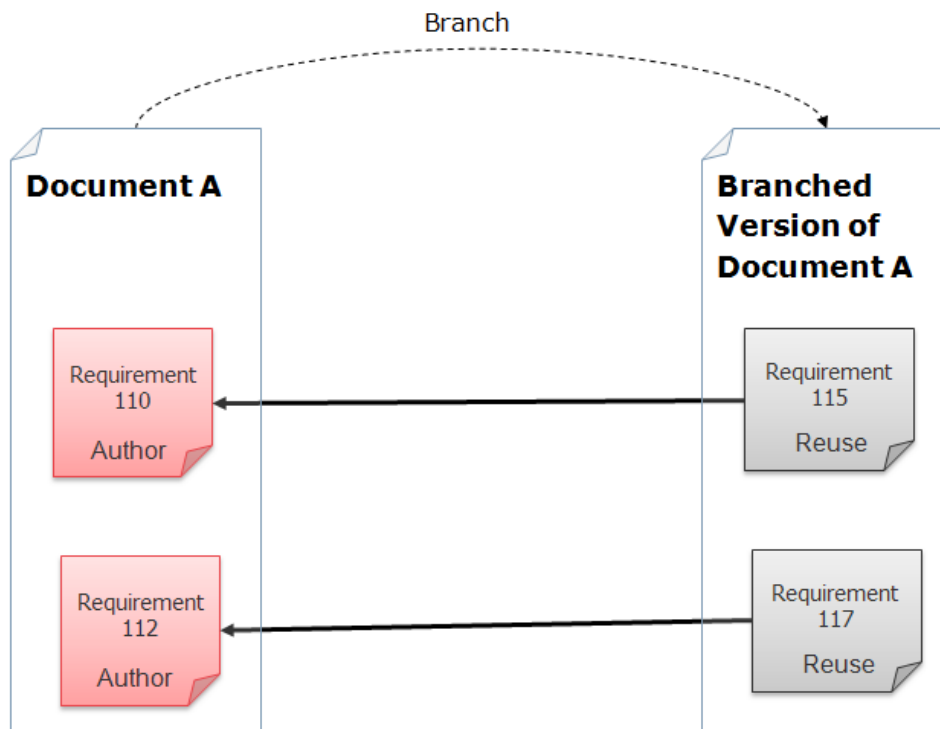 Branch
Document A
Branched
Version of
Document A
Requirement
110
Author
Requirement
115
Reuse
Requirement
112
Author
Requirement
117
Reuse